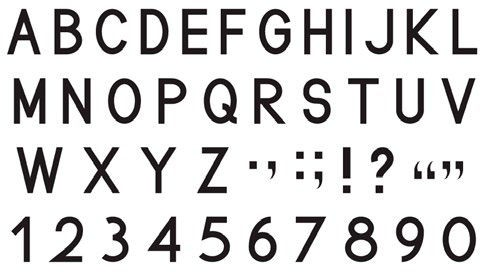 ABCDEFGHIJKL
MNOPQRSTUV
WXYZ.,:;!?“”
1234567890